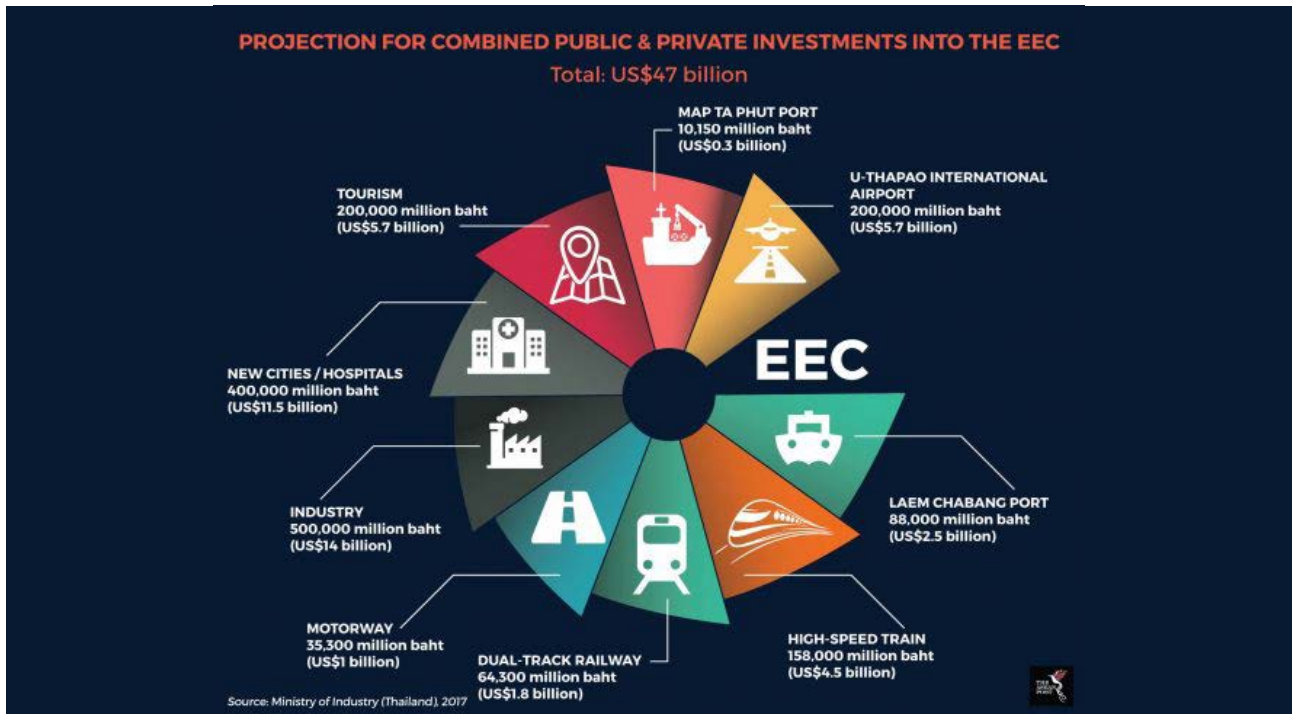 PROJECTION FOR COMBINED PUBLIC & PRIVATE INVESTMENTS INTO THE EEC
Total: US$47 billion
MAP TA PHUT PORT
10,150 million baht
(US$0.3 billion)
U-THAPAO INTERNATIONAL
AIRPORT
200,000 million baht
(US$5.7 billion)
TOURISM
200,000 million baht
(US$5.7 billion)
EEC
NEW CITIES / HOSPITALS
400,000 million baht
(US$11.5 billion)
LAEM CHABANG PORT
88,000 million baht
(US$2.5 billion)
INDUSTRY
500,000 million baht
(US$14 billion)
MOTORWAY
35,300 million baht
(US$1 billion)
DUAL-TRACK RAILWAY
64,300 million baht
(US$1.8 billion)
HIGH-SPEED TRAIN
158,000 million baht
(US$4.5 billion)
Source: Ministry of Industry (Thailand), 2017